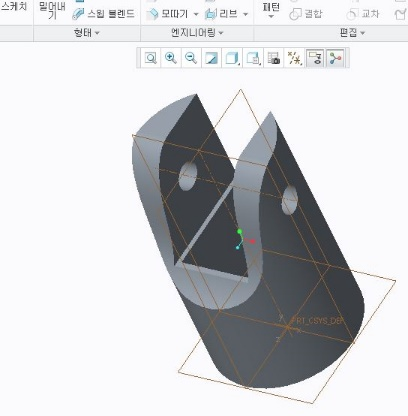 스케치 밀어내 스윕 블렌드 모따기 리브 패턴 결합 교차
기
형태 엔지니어링 편집
PRT_CSYS_DEF